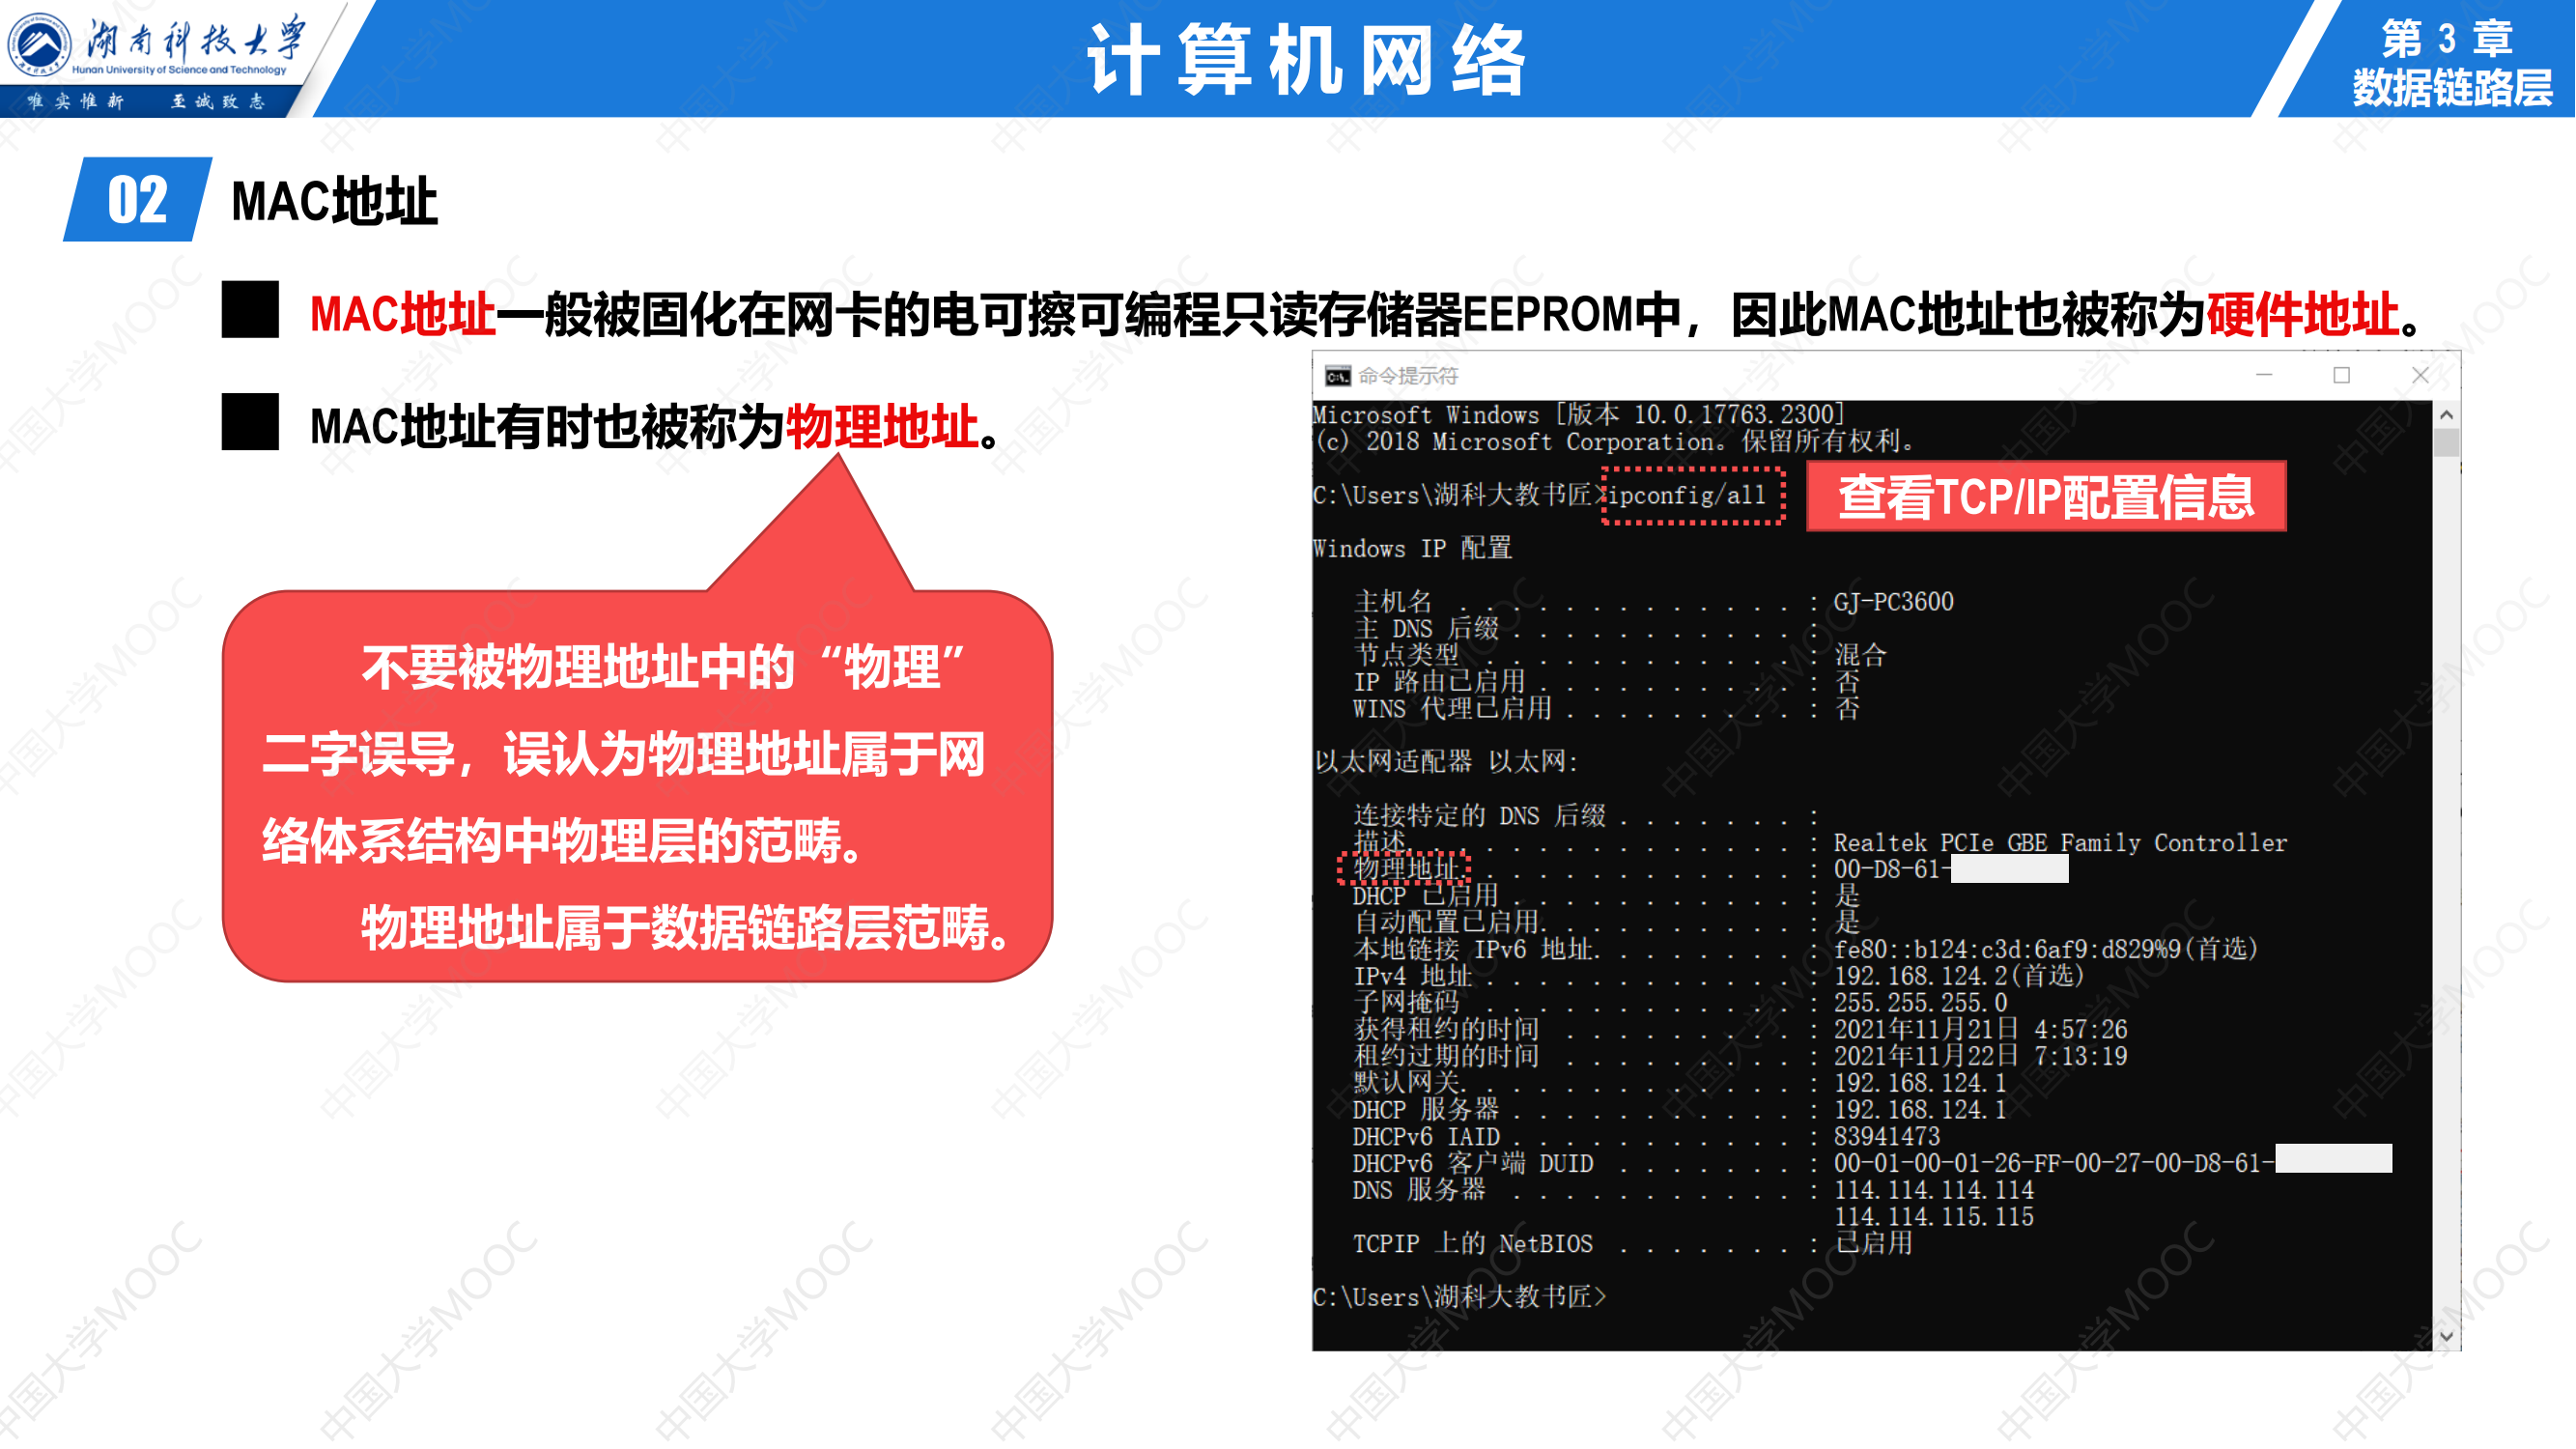 湖南科技大学
Hunan University of Science and Technology
唯实惟新 至诚致志
计算机网络
第 3 章
数据链路层
02
MAC地址
MAC地址一般被固化在网卡的电可擦可编程只读存储器EEPROM中，因此MAC地址也被称为硬件地址。
MAC地址有时也被称为物理地址。
不要被物理地址中的“物理”
二字误导，误认为物理地址属于网
络体系结构中物理层的范畴。
物理地址属于数据链路层范畴。
命令提示符
Microsoft Windows [版本 10.0.17763.2300]
(c) 2018 Microsoft Corporation。保留所有权利。
C:\Users\湖科大教书匠>ipconfig/all
查看TCP/IP配置信息
Windows IP 配置
主机名 . . . . . . . . . . . . . : GJ-PC3600
主 DNS 后缀 . . . . . . . . . . . :
节点类型 . . . . . . . . . . . . : 混合
IP 路由已启用 . . . . . . . . . . : 否
WINS 代理已启用 . . . . . . . . . : 否
以太网适配器 以太网:
连接特定的 DNS 后缀 . . . . . . . :
描述. . . . . . . . . . . . . . . : Realtek PCIe GBE Family Controller
物理地址. . . . . . . . . . . . . : 00-D8-61-
DHCP 已启用 . . . . . . . . . . . : 是
自动配置已启用. . . . . . . . . . : 是
本地链接 IPv6 地址. . . . . . . . : fe80::b124:c3d:6af9:d829%9(首选)
IPv4 地址 . . . . . . . . . . . . : 192.168.124.2(首选)
子网掩码 . . . . . . . . . . . . : 255.255.255.0
获得租约的时间 . . . . . . . . . : 2021年11月21日 4:57:26
租约过期的时间 . . . . . . . . . : 2021年11月22日 7:13:19
默认网关. . . . . . . . . . . . . : 192.168.124.1
DHCP 服务器 . . . . . . . . . . . : 192.168.124.1
DHCPv6 IAID . . . . . . . . . . . : 83941473
DHCPv6 客户端 DUID . . . . . . . : 00-01-00-01-26-FF-00-27-00-D8-61-
DNS 服务器 . . . . . . . . . . . : 114.114.114.114
114.114.115.115
TCPIP 上的 NetBIOS . . . . . . . : 已启用
C:\Users\湖科大教书匠>
中国大学MOOC